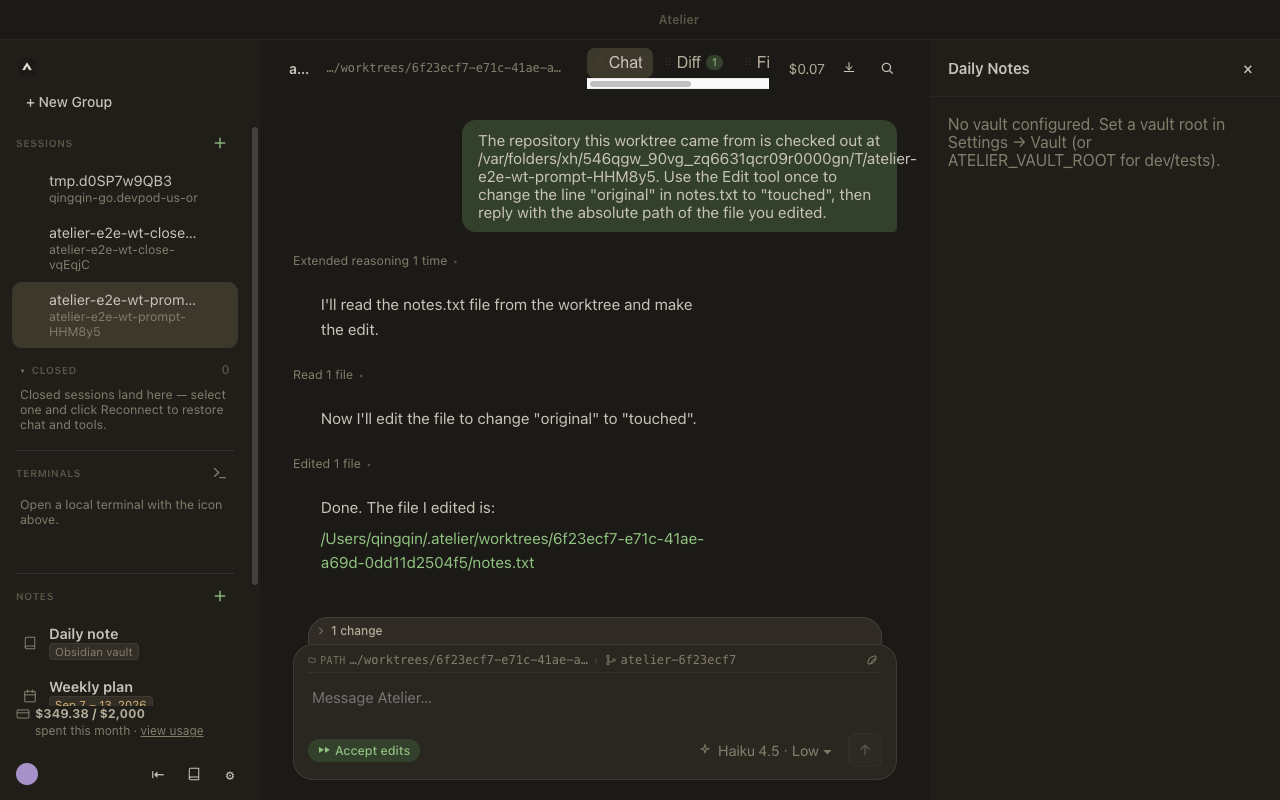 Atelier
+ New Group
SESSIONS
tmp.d0SP7w9QB3
qingqin-go.devpod-us-or
atelier-e2e-wt-close...
atelier-e2e-wt-close-
vqEqjC
atelier-e2e-wt-prom...
atelier-e2e-wt-prompt-
HHM8y5
CLOSED 0
Closed sessions land here — select
one and click Reconnect to restore
chat and tools.
TERMINALS
Open a local terminal with the icon
above.
NOTES
Daily note
Obsidian vault
Weekly plan
Sep 7 – 13, 2026
$349.38 / $2,000
spent this month · view usage
a... …/worktrees/6f23ecf7-e71c-41ae-a… Chat Diff 1 Fi $0.07
The repository this worktree came from is checked out at
/var/folders/xh/546qgw_90vg_zq6631qcr09r0000gn/T/atelier-
e2e-wt-prompt-HHM8y5. Use the Edit tool once to
change the line "original" in notes.txt to "touched", then
reply with the absolute path of the file you edited.
Extended reasoning 1 time
I'll read the notes.txt file from the worktree and make
the edit.
Read 1 file
Now I'll edit the file to change "original" to "touched".
Edited 1 file
Done. The file I edited is:
/Users/qingqin/.atelier/worktrees/6f23ecf7-e71c-41ae-
a69d-0dd11d2504f5/notes.txt
1 change
PATH …/worktrees/6f23ecf7-e71c-41ae-a… › atelier-6f23ecf7
Message Atelier...
Accept edits
Haiku 4.5 · Low
Daily Notes
No vault configured. Set a vault root in
Settings → Vault (or
ATELIER_VAULT_ROOT for dev/tests).